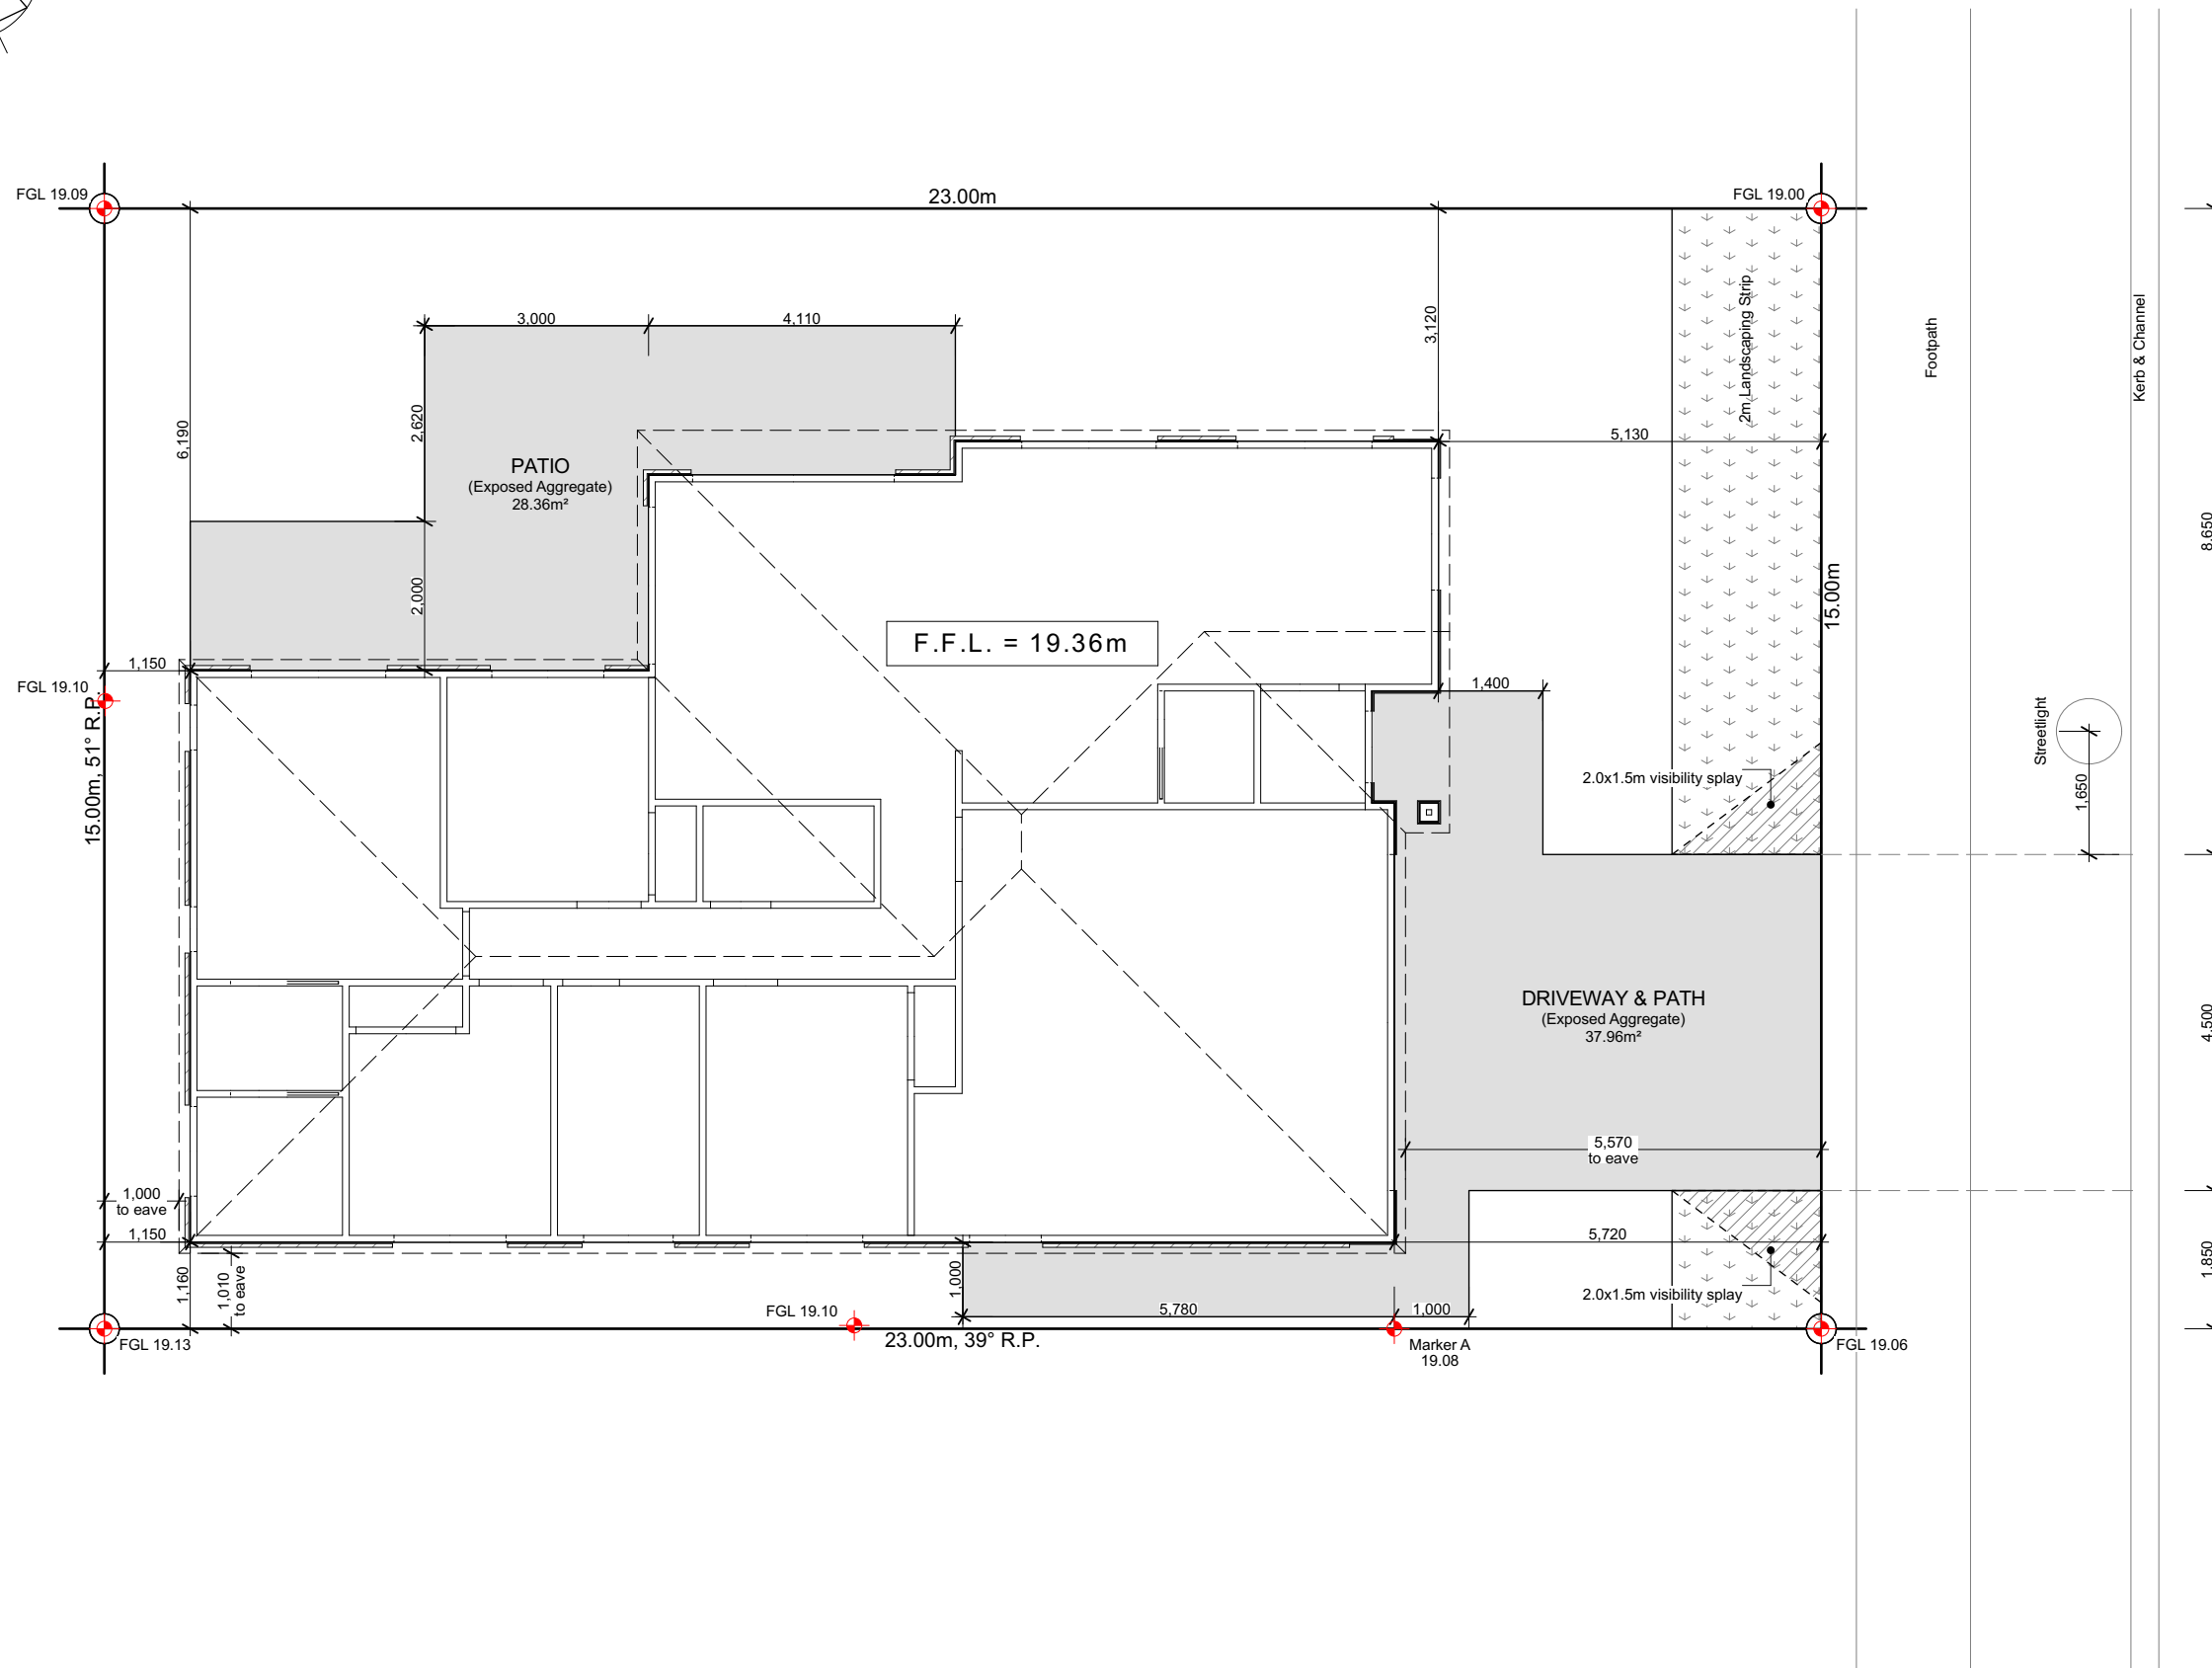 FGL 19.09
23.00m
FGL 19.00
3,000
4,110
3,120
2m Landscaping Strip
Footpath
Kerb & Channel
6,190
2,620
5,130
PATIO
(Exposed Aggregate)
28.36m²
8.650
2,000
15.00m
F.F.L. = 19.36m
1,150
FGL 19.10
15.00m, 51° R.P.
1,400
Streetlight
2.0x1.5m visibility splay
1,650
DRIVEWAY & PATH
(Exposed Aggregate)
37.96m²
4.500
5,570
to eave
1,000
to eave
1,150
5,720
1,160
1,010
to eave
1,000
1.850
2.0x1.5m visibility splay
FGL 19.10
5,780
1,000
FGL 19.13
23.00m, 39° R.P.
Marker A
19.08
FGL 19.06